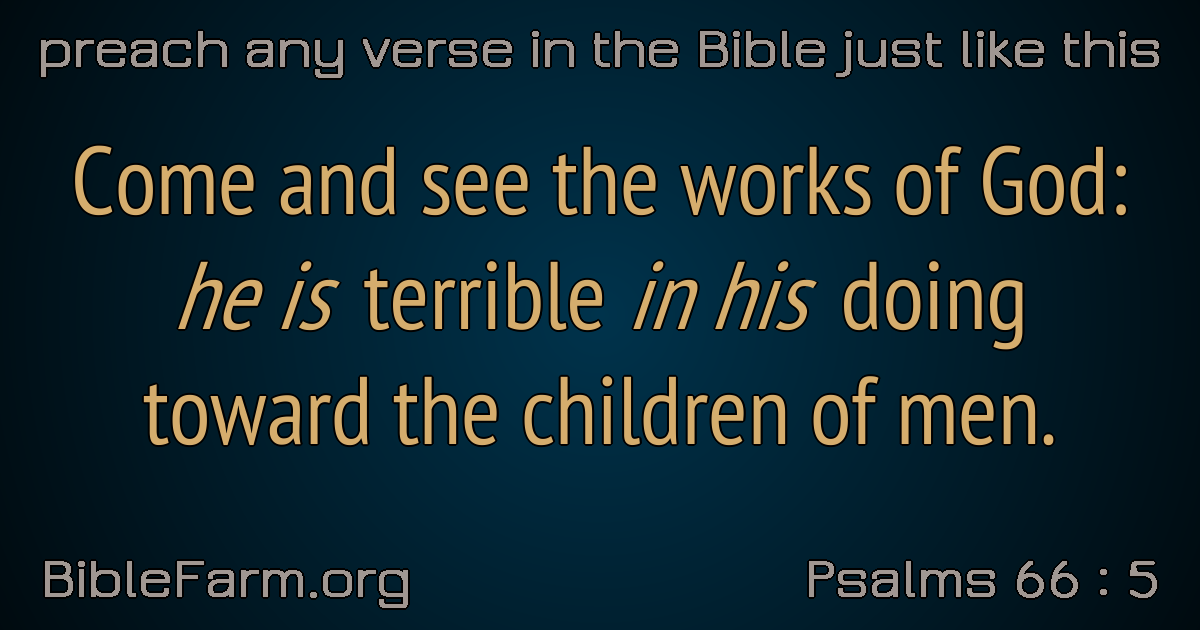 preach any verse in the Bible just like this
Come and see the works of God:
he is terrible in his doing
toward the children of men.
BibleFarm.org
Psalms 66 : 5